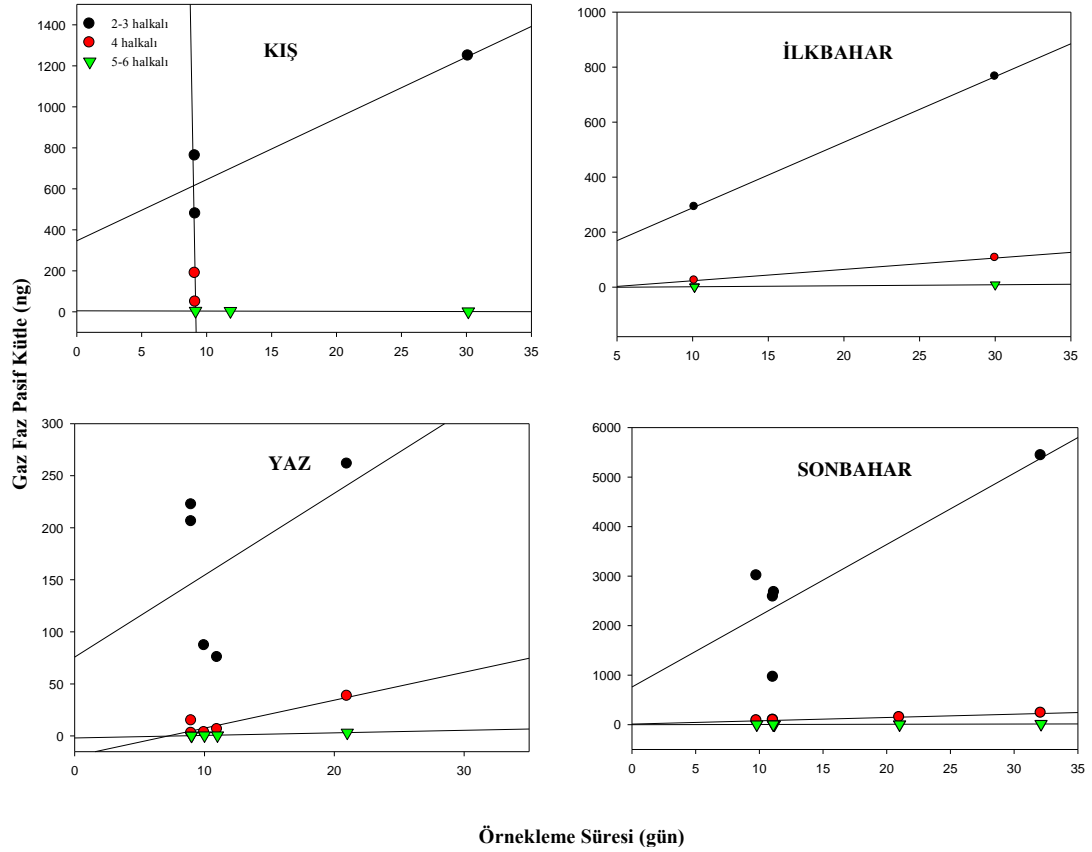 KIŞ
2-3 halkalı
4 halkalı
5-6 halkalı
1400
1200
1000
800
600
400
200
0
0 5 10 15 20 25 30 35
İLKBAHAR
1000
800
600
400
200
0
5 10 15 20 25 30 35
Gaz Faz Pasif Kütle (ng)
YAZ
300
250
200
150
100
50
0
0 10 20 30
SONBAHAR
6000
5000
4000
3000
2000
1000
0
0 5 10 15 20 25 30 35
Örnekleme Süresi (gün)